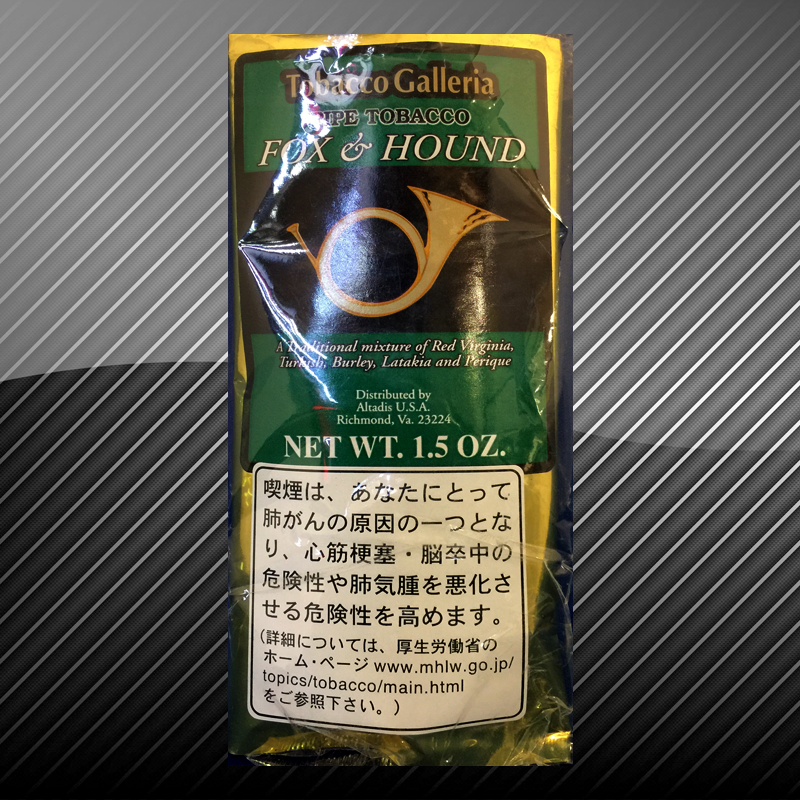 Tobacco Galleria
PIPE TOBACCO
FOX & HOUND
A Traditional mixture of Red Virginia,
Turkish, Burley, Latakia and Perique
Distributed by
Altadis U.S.A.
Richmond, Va. 23224
NET WT. 1.5 OZ.
喫煙は、あなたにとって
肺がんの原因の一つとな
り、心筋梗塞・脳卒中の
危険性や肺気腫を悪化さ
せる危険性を高めます。
(詳細については、厚生労働省の
ホーム・ページ www.mhlw.go.jp/
topics/tobacco/main.html
をご参照下さい。)